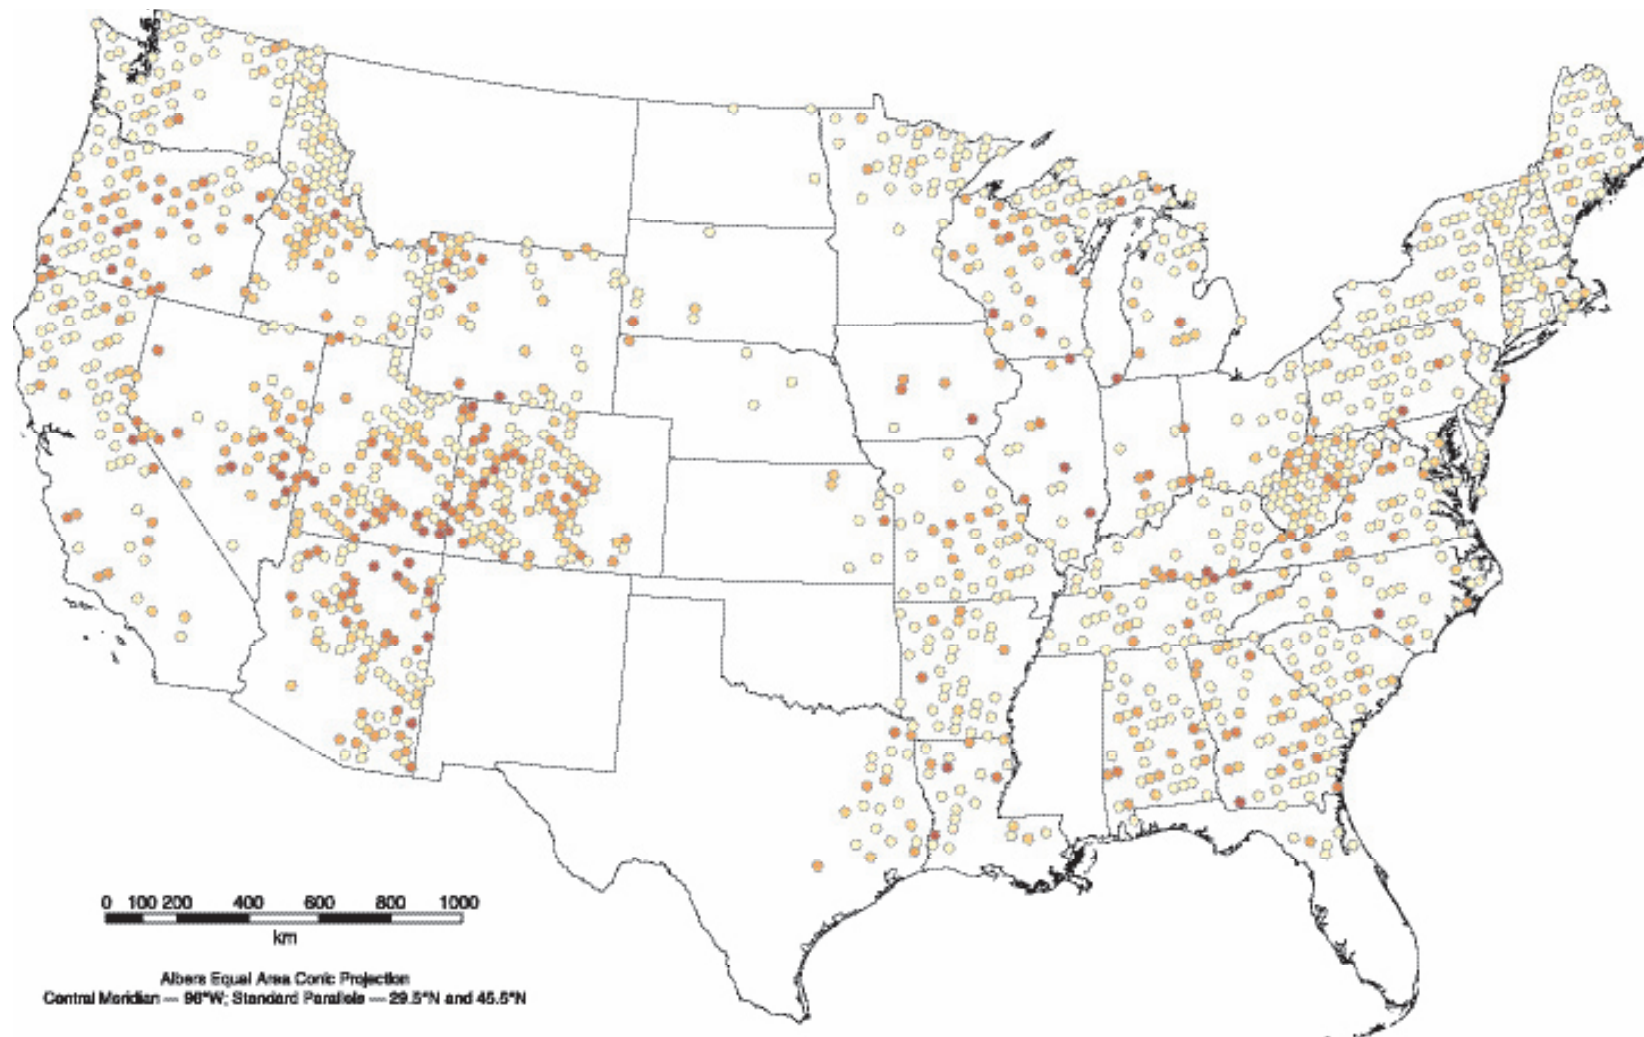 0 100 200 400 600 800 1000
km
Albers Equal Area Conic Projection
Central Meridian — 96°W; Standard Parallels — 29.5°N and 45.5°N